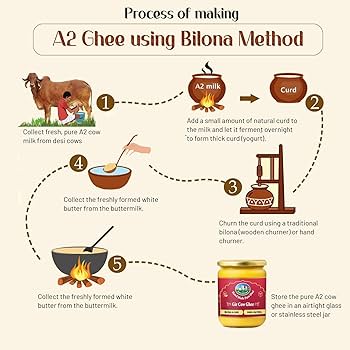 Process of making
A2 Ghee using Bilona Method
A2 milk
Curd
1
2
Collect fresh, pure A2 cow
milk from desi cows
Add a small amount of natural curd to
the milk and let it ferment overnight
to form thick curd (yogurt).
4
3
Collect the freshly formed white
butter from the buttermilk.
Churn the curd using a traditional
bilona (wooden churner) or hand
churner.
5
Collect the freshly formed white
butter from the buttermilk.
Gir Cow Ghee
Store the pure A2 cow
ghee in an airtight glass
or stainless steel jar